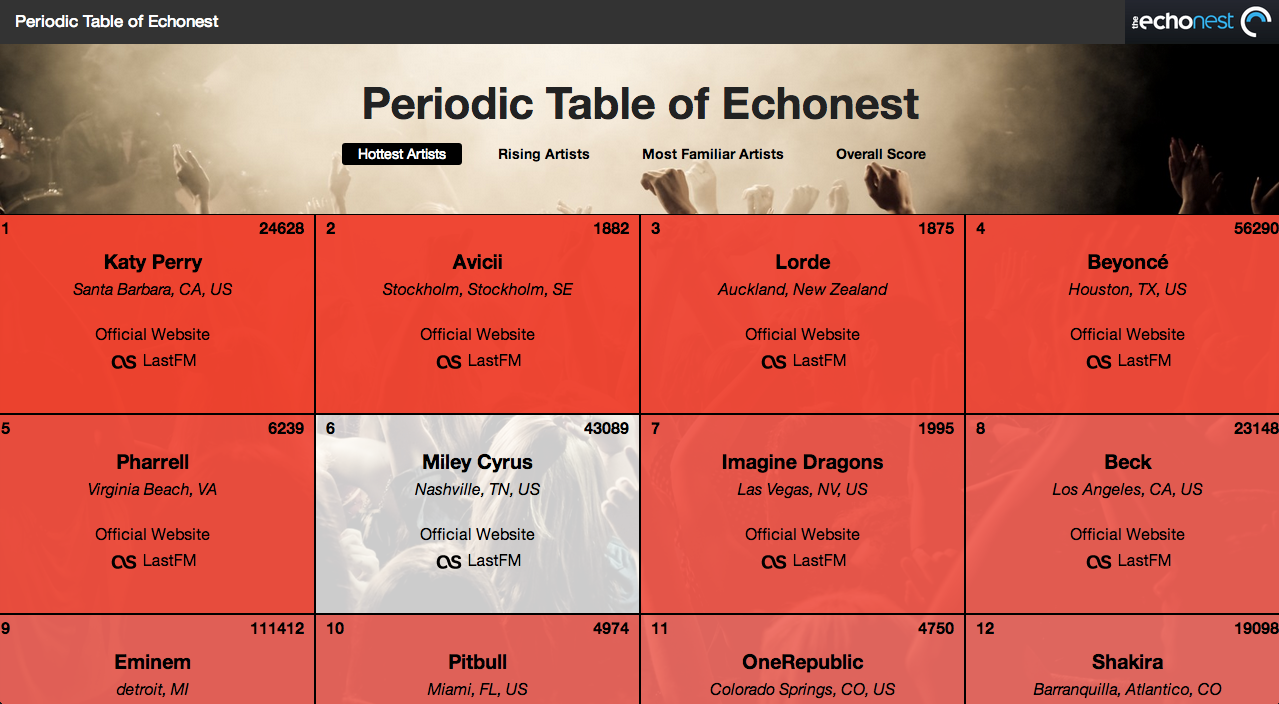 Periodic Table of Echonest
the echonest
Periodic Table of Echonest
Hottest Artists Rising Artists Most Familiar Artists Overall Score
1 24628 2 1882 3 1875 4 56290
Katy Perry Avicii Lorde Beyoncé
Santa Barbara, CA, US Stockholm, Stockholm, SE Auckland, New Zealand Houston, TX, US
Official Website Official Website Official Website Official Website
LastFM LastFM LastFM LastFM
5 6239 6 43089 7 1995 8 23148
Pharrell Miley Cyrus Imagine Dragons Beck
Virginia Beach, VA Nashville, TN, US Las Vegas, NV, US Los Angeles, CA, US
Official Website Official Website Official Website Official Website
LastFM LastFM LastFM LastFM
9 111412 10 4974 11 4750 12 19098
Eminem Pitbull OneRepublic Shakira
detroit, MI Miami, FL, US Colorado Springs, CO, US Barranquilla, Atlantico, CO